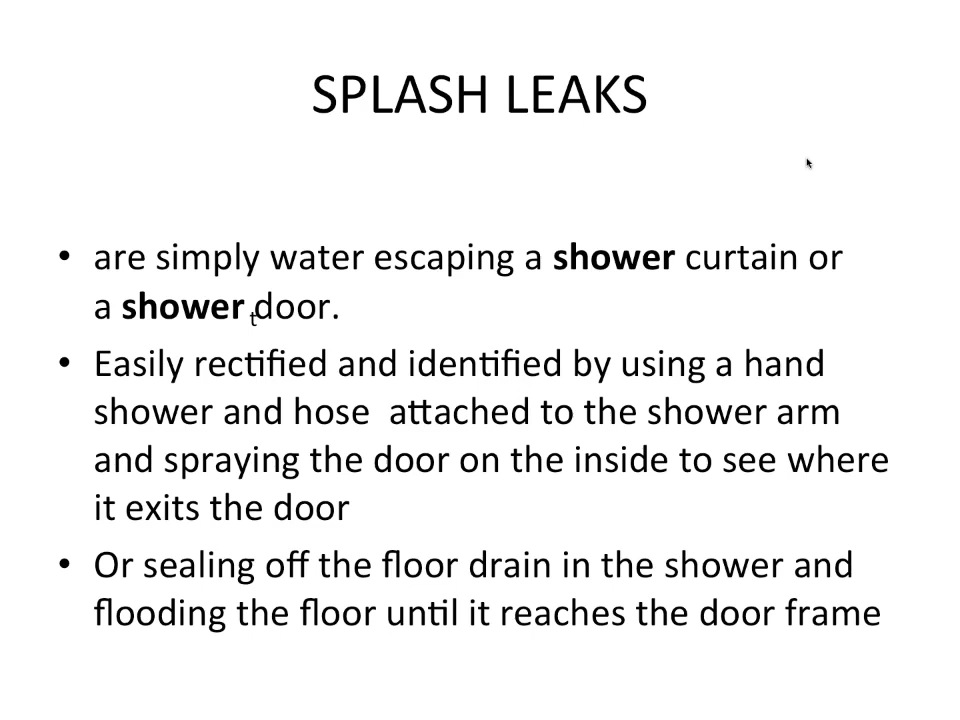 SPLASH LEAKS
• are simply water escaping a shower curtain or
a shower tdoor.
• Easily rectified and identified by using a hand
shower and hose  attached to the shower arm
and spraying the door on the inside to see where
it exits the door
• Or sealing off the floor drain in the shower and
flooding the floor until it reaches the door frame